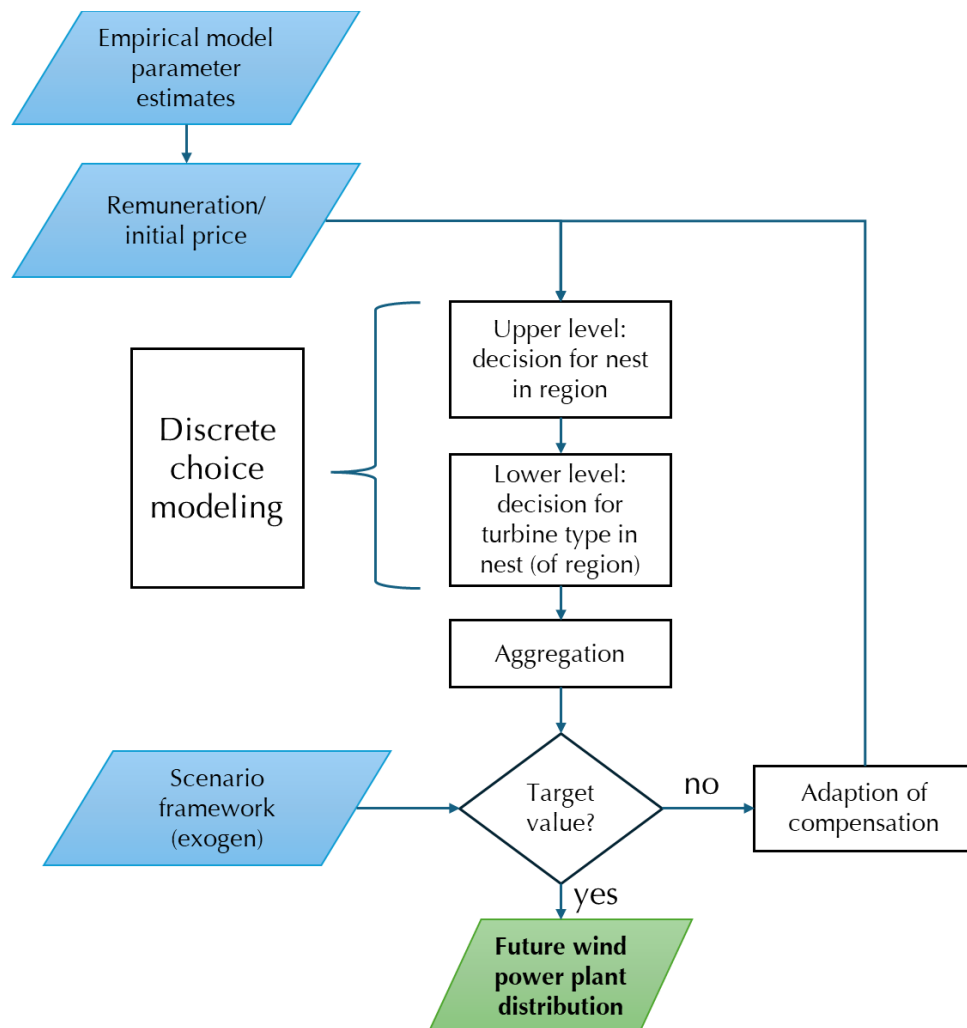 Empirical model
parameter
estimates
Remuneration/
initial price
Upper level:
decision for nest
in region
Discrete
choice
modeling
Lower level:
decision for
turbine type in
nest (of region)
Aggregation
Scenario
framework
(exogen)
Target
value?
no
Adaption of
compensation
yes
Future wind
power plant
distribution